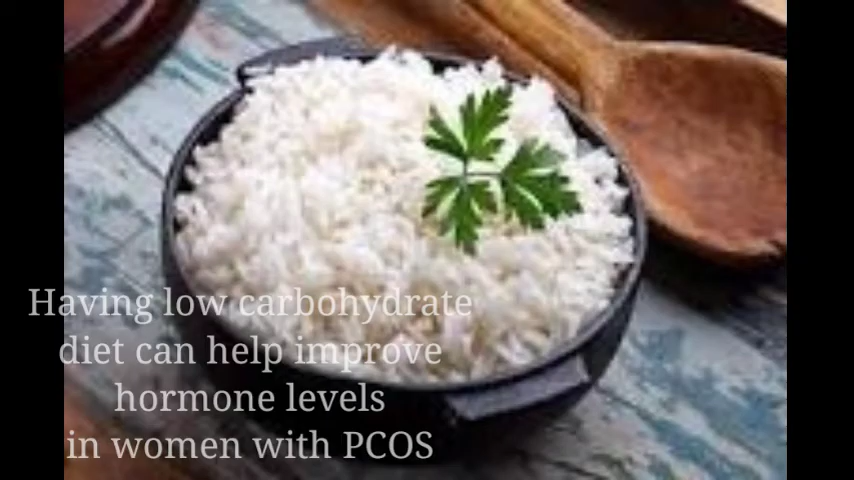 Having low carbohydrate
diet can help improve
hormone levels
in women with PCOS